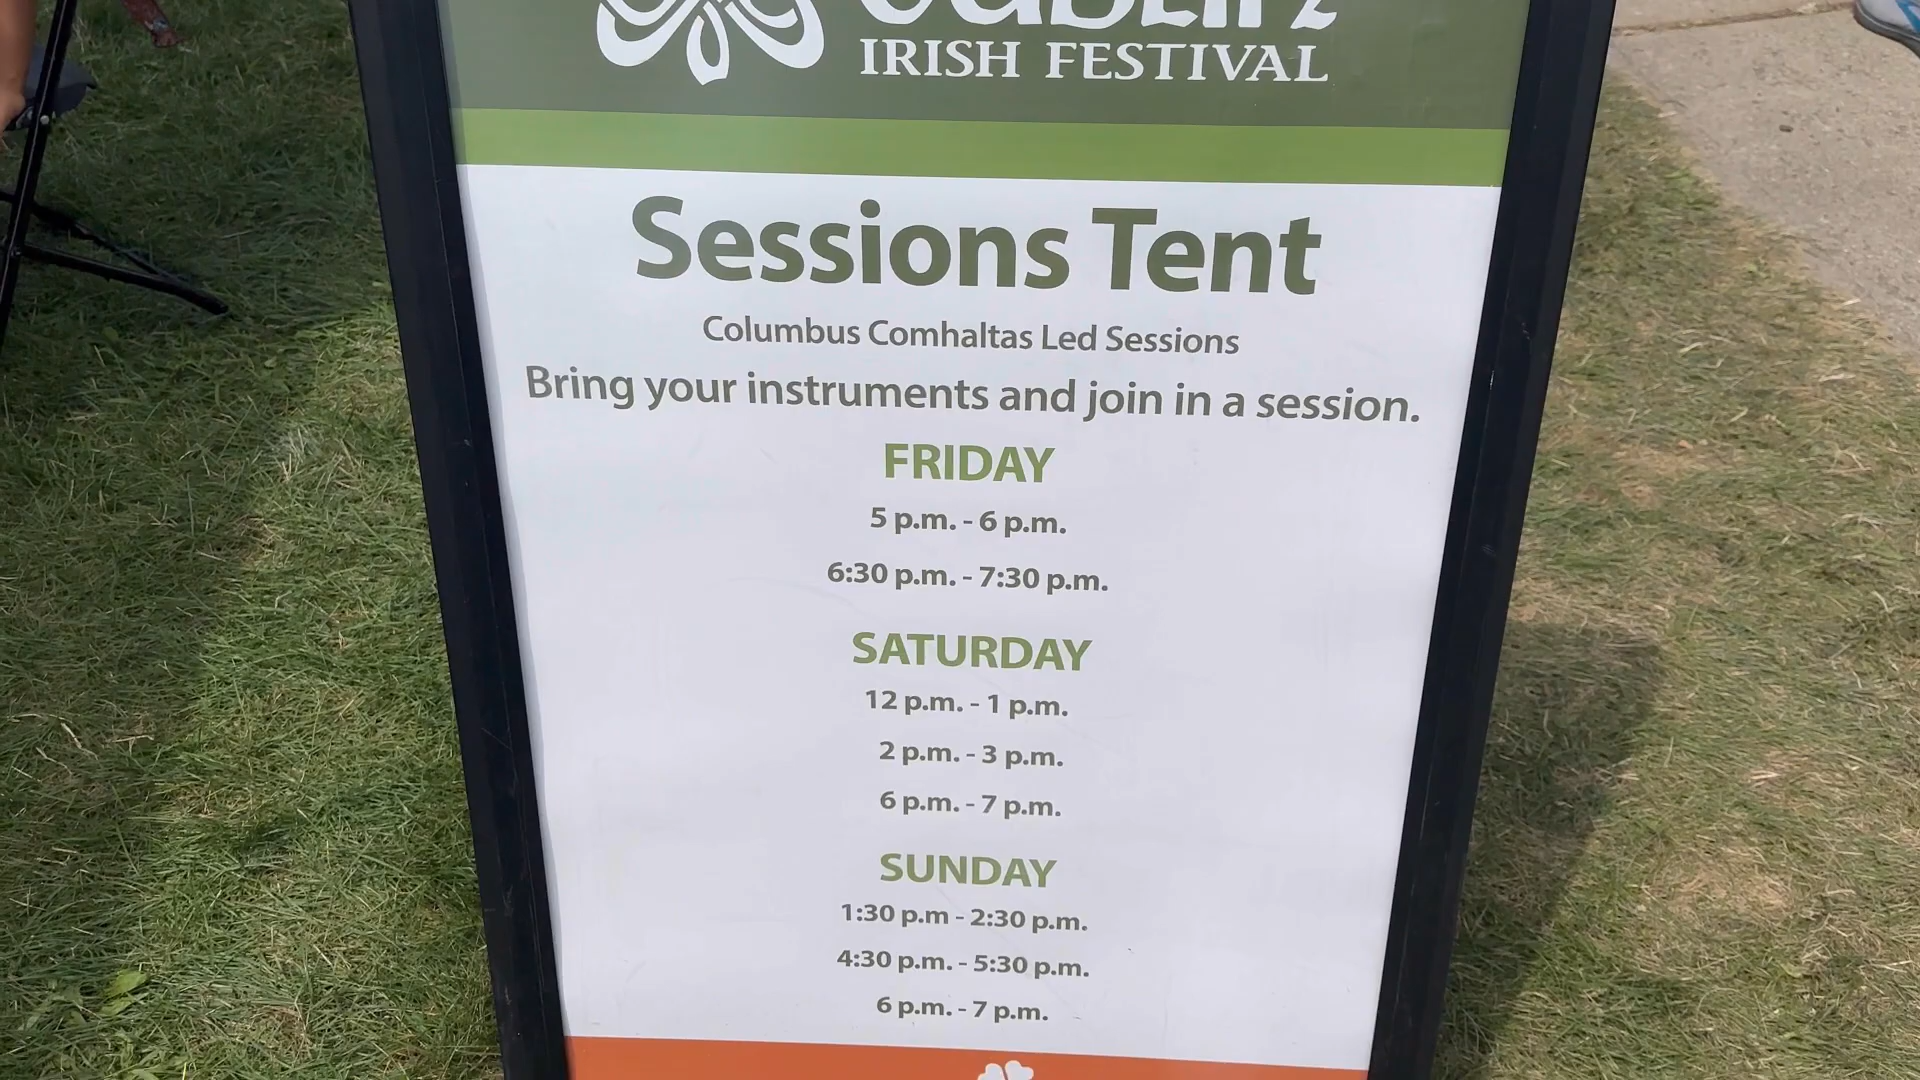 Dublin
IRISH FESTIVAL
Sessions Tent
Columbus Comhaltas Led Sessions
Bring your instruments and join in a session.
FRIDAY
5 p.m. - 6 p.m.
6:30 p.m. - 7:30 p.m.
SATURDAY
12 p.m. - 1 p.m.
2 p.m. - 3 p.m.
6 p.m. - 7 p.m.
SUNDAY
1:30 p.m - 2:30 p.m.
4:30 p.m. - 5:30 p.m.
6 p.m. - 7 p.m.